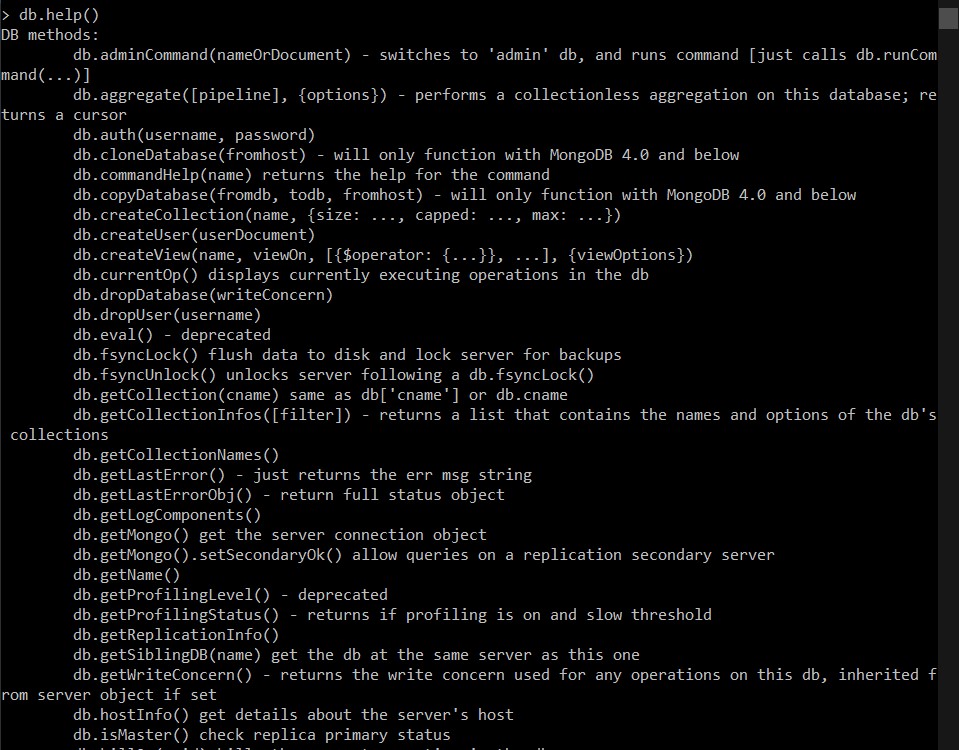 > db.help()
DB methods:
db.adminCommand(nameOrDocument) - switches to 'admin' db, and runs command [just calls db.runCom
mand(...)]
db.aggregate([pipeline], {options}) - performs a collectionless aggregation on this database; re
turns a cursor
db.auth(username, password)
db.cloneDatabase(fromhost) - will only function with MongoDB 4.0 and below
db.commandHelp(name) returns the help for the command
db.copyDatabase(fromdb, todb, fromhost) - will only function with MongoDB 4.0 and below
db.createCollection(name, {size: ..., capped: ..., max: ...})
db.createUser(userDocument)
db.createView(name, viewOn, [{$operator: {...}}, ...], {viewOptions})
db.currentOp() displays currently executing operations in the db
db.dropDatabase(writeConcern)
db.dropUser(username)
db.eval() - deprecated
db.fsyncLock() flush data to disk and lock server for backups
db.fsyncUnlock() unlocks server following a db.fsyncLock()
db.getCollection(cname) same as db['cname'] or db.cname
db.getCollectionInfos([filter]) - returns a list that contains the names and options of the db's
collections
db.getCollectionNames()
db.getLastError() - just returns the err msg string
db.getLastErrorObj() - return full status object
db.getLogComponents()
db.getMongo() get the server connection object
db.getMongo().setSecondaryOk() allow queries on a replication secondary server
db.getName()
db.getProfilingLevel() - deprecated
db.getProfilingStatus() - returns if profiling is on and slow threshold
db.getReplicationInfo()
db.getSiblingDB(name) get the db at the same server as this one
db.getWriteConcern() - returns the write concern used for any operations on this db, inherited f
rom server object if set
db.hostInfo() get details about the server's host
db.isMaster() check replica primary status